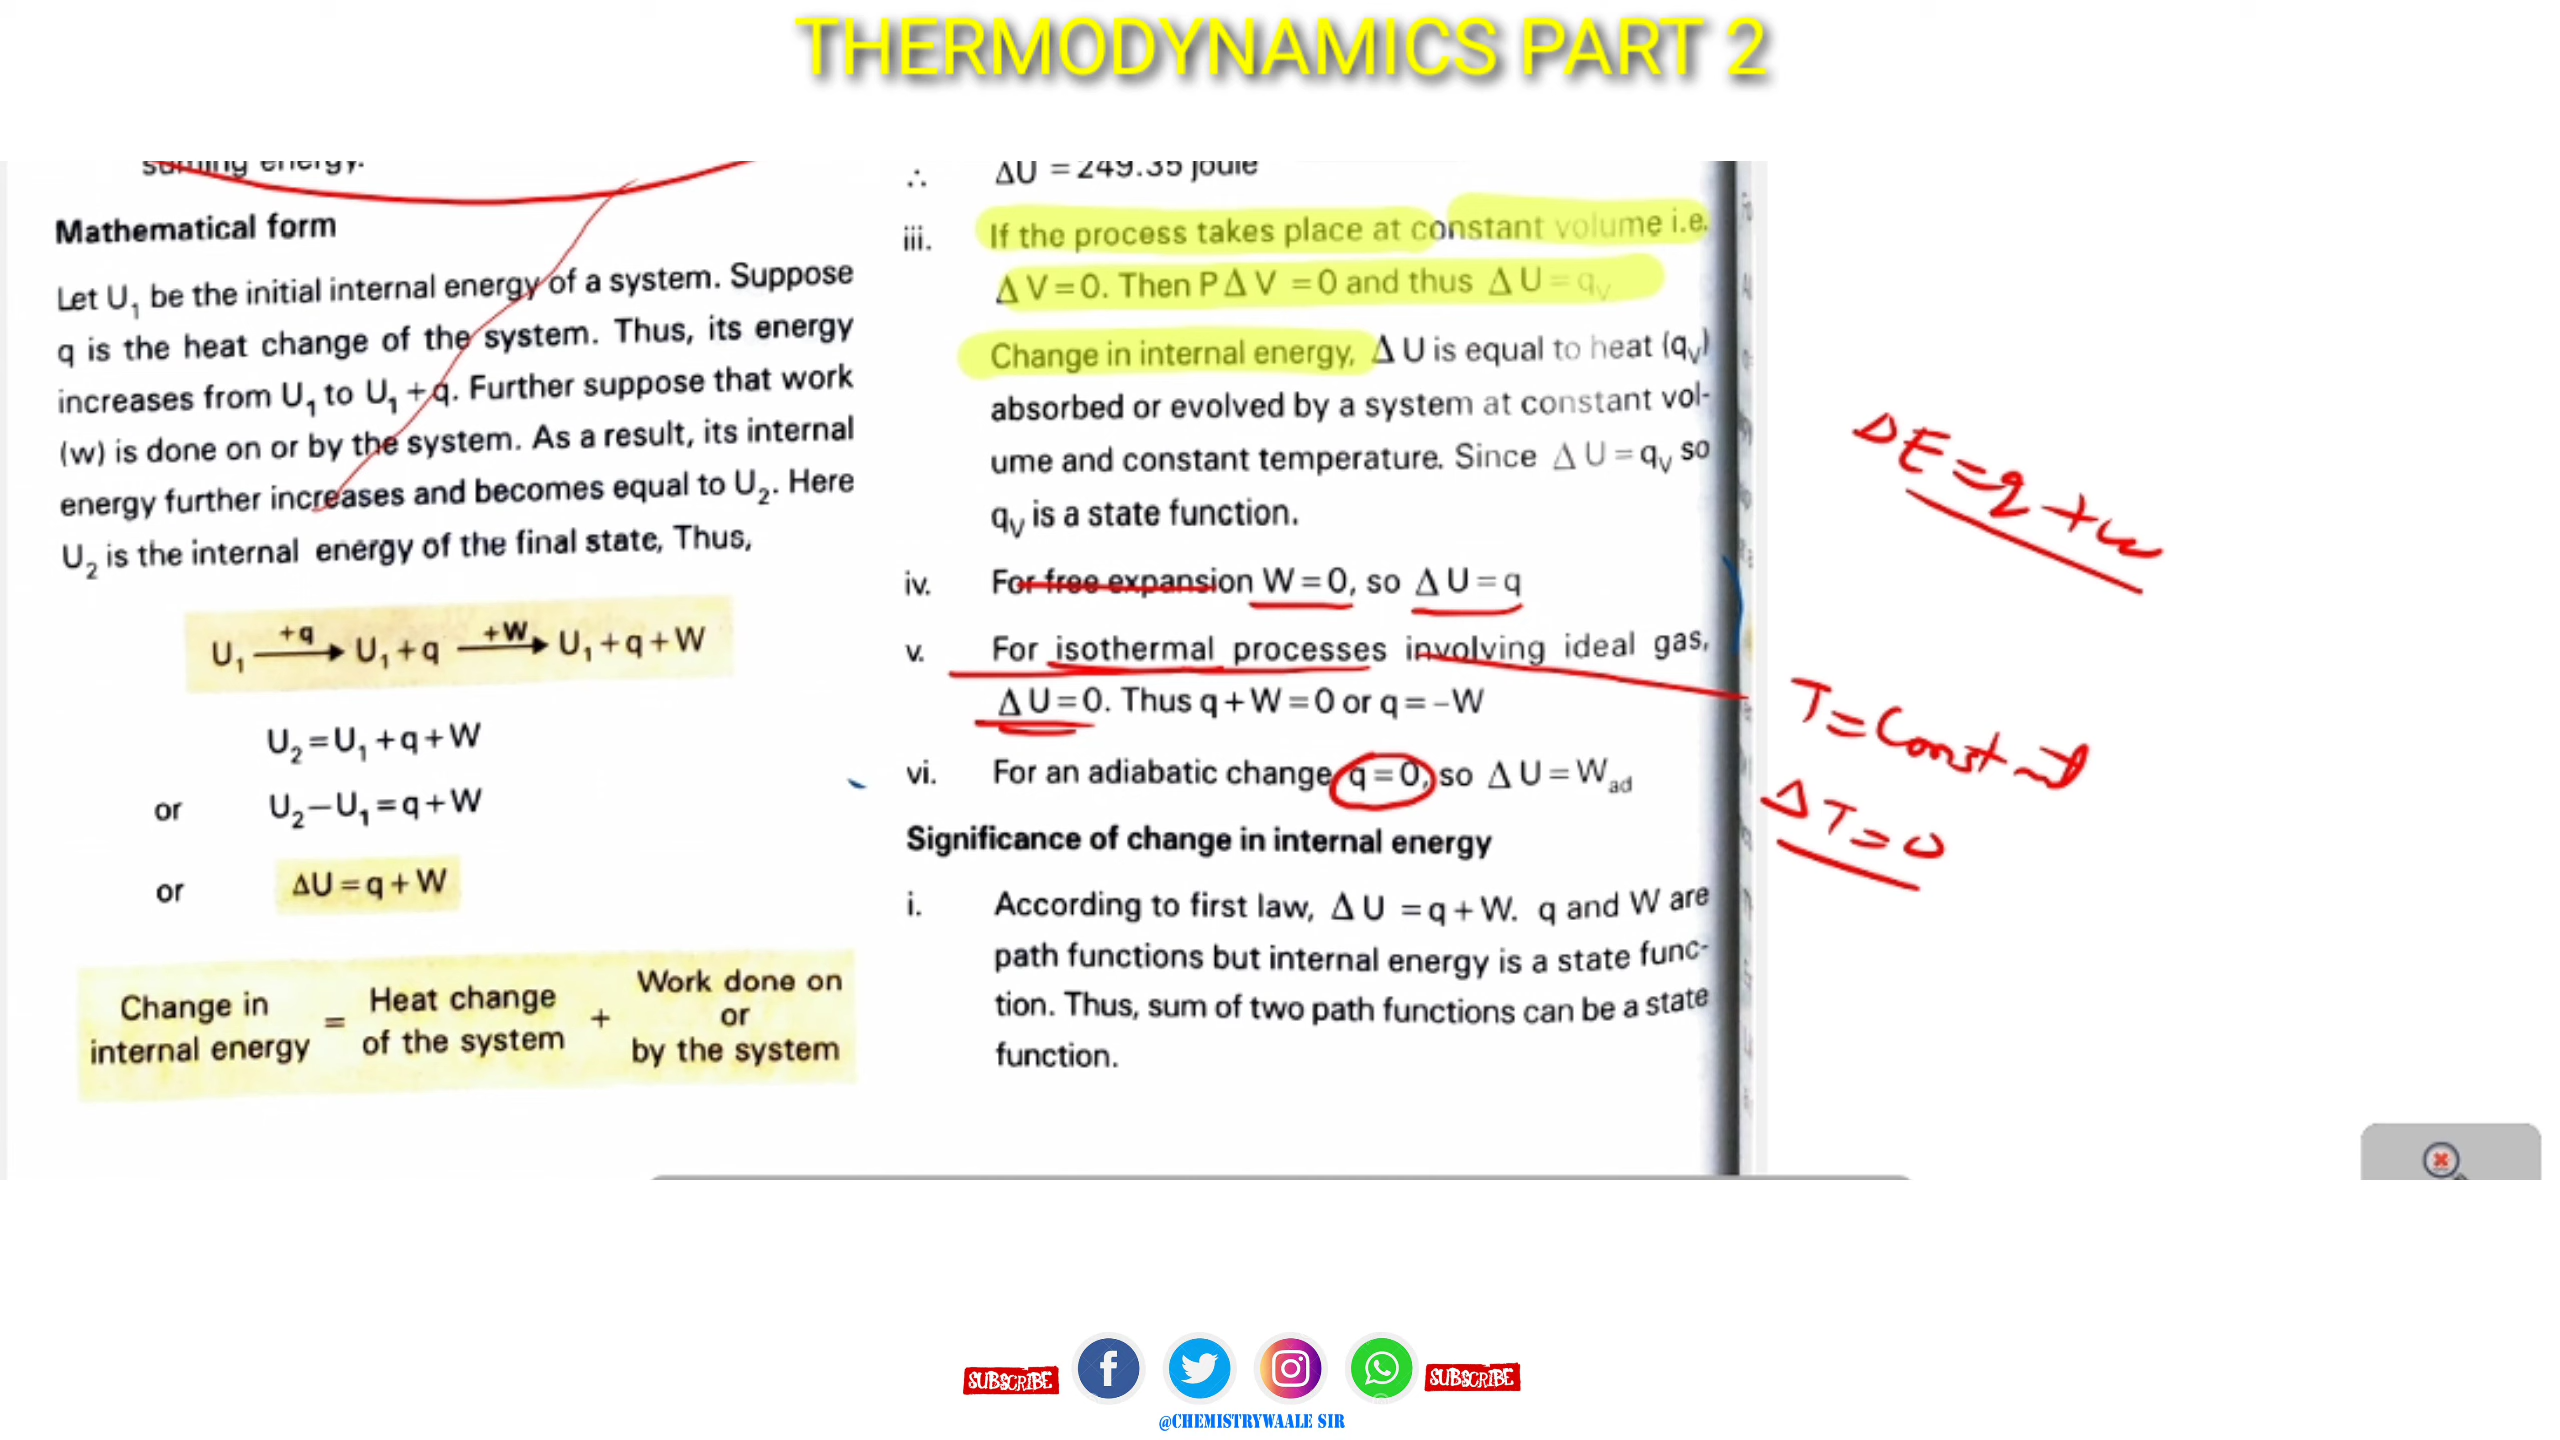 THERMODYNAMICS PART 2
suming energy.
Mathematical form
Let U₁ be the initial internal energy of a system. Suppose
q is the heat change of the system. Thus, its energy
increases from U₁ to U₁ + q. Further suppose that work
(w) is done on or by the system. As a result, its internal
energy further increases and becomes equal to U₂. Here
U₂ is the internal energy of the final state, Thus,
U₁ +q → U₁ + q +W → U₁ + q + W
U₂ = U₁ + q + W
or U₂ – U₁ = q + W
or ΔU = q + W
Change in internal energy = Heat change of the system + Work done on or by the system
∴ ΔU = 249.35 joule
iii. If the process takes place at constant volume i.e.
Δ V = 0. Then P Δ V = 0 and thus Δ U = qᵥ
Change in internal energy, Δ U is equal to heat (qᵥ)
absorbed or evolved by a system at constant vol-
ume and constant temperature. Since Δ U = qᵥ so
qᵥ is a state function.
iv. For free expansion W = 0, so Δ U = q
v. For isothermal processes involving ideal gas,
Δ U = 0. Thus q + W = 0 or q = – W
vi. For an adiabatic change q = 0, so Δ U = W ad
Significance of change in internal energy
i. According to first law, Δ U = q + W. q and W are
path functions but internal energy is a state func-
tion. Thus, sum of two path functions can be a state
function.
ΔE = q + w
T = Constant
ΔT = 0
SUBSCRIBE
SUBSCRIBE
@CHEMISTRYWAALE SIR